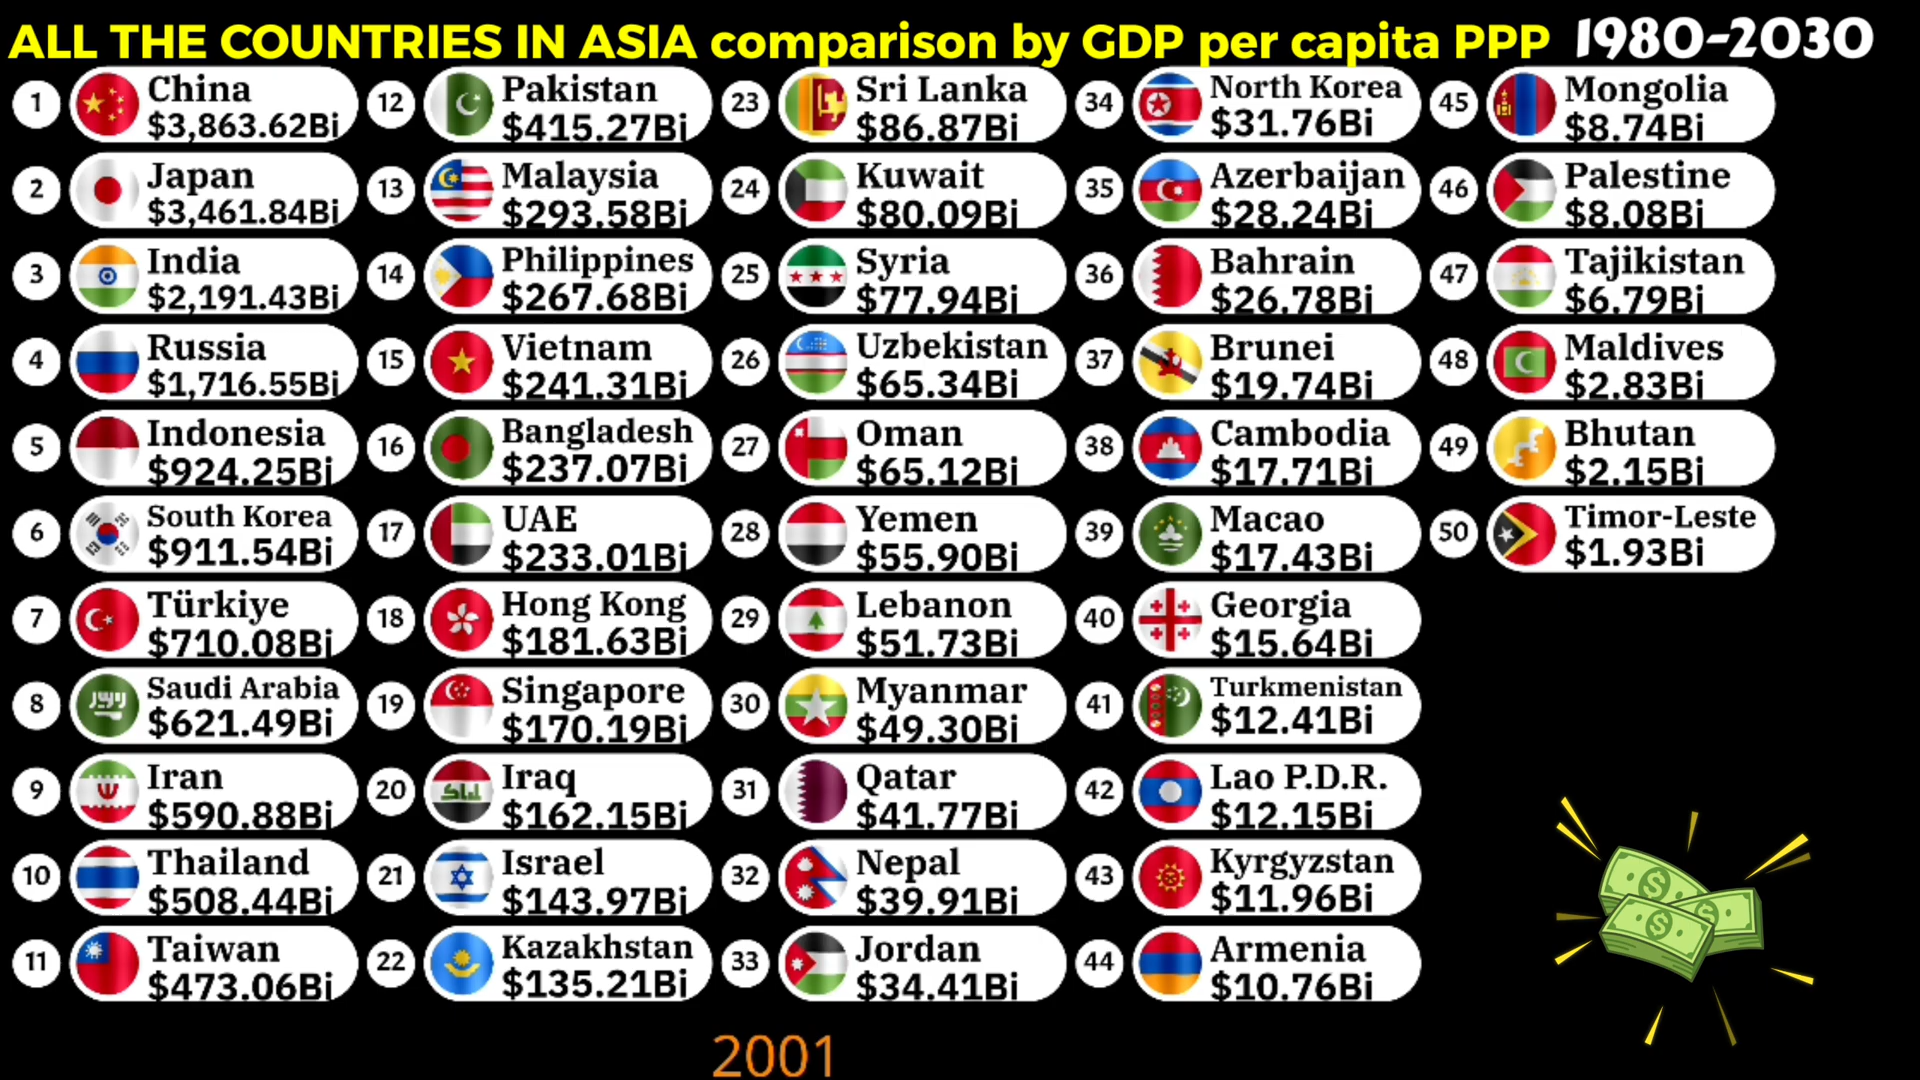 ALL THE COUNTRIES IN ASIA comparison by GDP per capita PPP 1980-2030
1 China
$3,863.62Bi
2 Japan
$3,461.84Bi
3 India
$2,191.43Bi
4 Russia
$1,716.55Bi
5 Indonesia
$924.25Bi
6 South Korea
$911.54Bi
7 Türkiye
$710.08Bi
8 Saudi Arabia
$621.49Bi
9 Iran
$590.88Bi
10 Thailand
$508.44Bi
11 Taiwan
$473.06Bi
12 Pakistan
$415.27Bi
13 Malaysia
$293.58Bi
14 Philippines
$267.68Bi
15 Vietnam
$241.31Bi
16 Bangladesh
$237.07Bi
17 UAE
$233.01Bi
18 Hong Kong
$181.63Bi
19 Singapore
$170.19Bi
20 Iraq
$162.15Bi
21 Israel
$143.97Bi
22 Kazakhstan
$135.21Bi
23 Sri Lanka
$86.87Bi
24 Kuwait
$80.09Bi
25 Syria
$77.94Bi
26 Uzbekistan
$65.34Bi
27 Oman
$65.12Bi
28 Yemen
$55.90Bi
29 Lebanon
$51.73Bi
30 Myanmar
$49.30Bi
31 Qatar
$41.77Bi
32 Nepal
$39.91Bi
33 Jordan
$34.41Bi
34 North Korea
$31.76Bi
35 Azerbaijan
$28.24Bi
36 Bahrain
$26.78Bi
37 Brunei
$19.74Bi
38 Cambodia
$17.71Bi
39 Macao
$17.43Bi
40 Georgia
$15.64Bi
41 Turkmenistan
$12.41Bi
42 Lao P.D.R.
$12.15Bi
43 Kyrgyzstan
$11.96Bi
44 Armenia
$10.76Bi
45 Mongolia
$8.74Bi
46 Palestine
$8.08Bi
47 Tajikistan
$6.79Bi
48 Maldives
$2.83Bi
49 Bhutan
$2.15Bi
50 Timor-Leste
$1.93Bi
2001